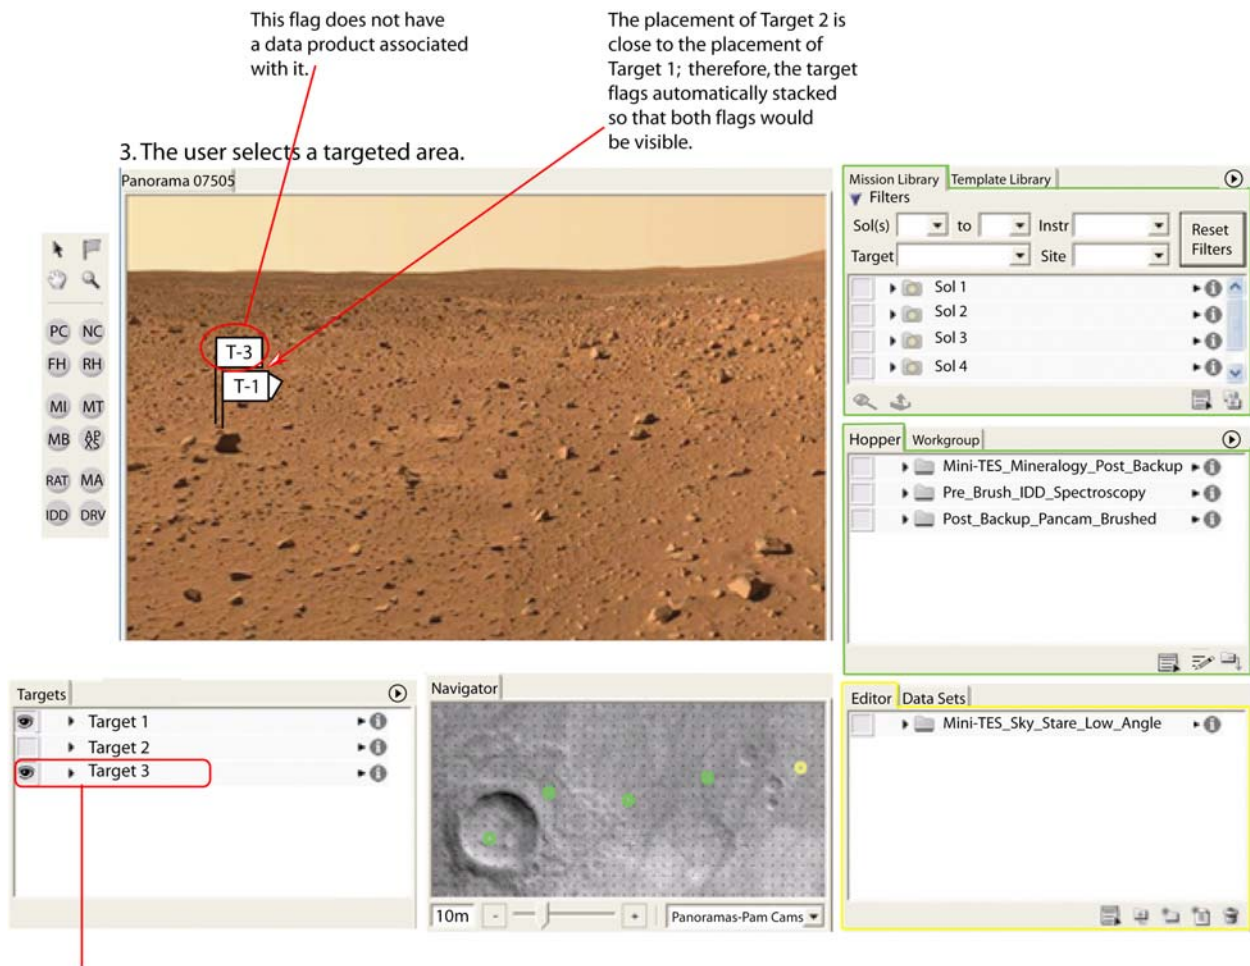 This flag does not have
a data product associated
with it.
The placement of Target 2 is
close to the placement of
Target 1; therefore, the target
flags automatically stacked
so that both flags would
be visible.
3. The user selects a targeted area.
Panorama 07505
T-3
T-1
PC NC
FH RH
MI MT
MB APXS
RAT MA
IDD DRV
Mission Library Template Library
Filters
Sol(s) to Instr
Reset
Filters
Target Site
Sol 1
Sol 2
Sol 3
Sol 4
Hopper Workgroup
Mini-TES_Mineralogy_Post_Backup
Pre_Brush_IDD_Spectroscopy
Post_Backup_Pancam_Brushed
Targets
Target 1
Target 2
Target 3
Navigator
10m - + Panoramas-Pam Cams
Editor Data Sets
Mini-TES_Sky_Stare_Low_Angle